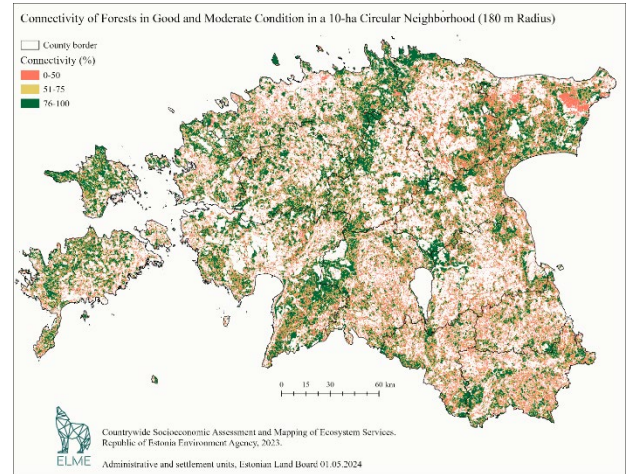 Connectivity of Forests in Good and Moderate Condition in a 10-ha Circular Neighborhood (180 m Radius)
County border
Connectivity (%)
0-50
51-75
76-100
0 15 30 60 km
Countrywide Socioeconomic Assessment and Mapping of Ecosystem Services.
Republic of Estonia Environment Agency, 2023.
ELME
Administrative and settlement units, Estonian Land Board 01.05.2024